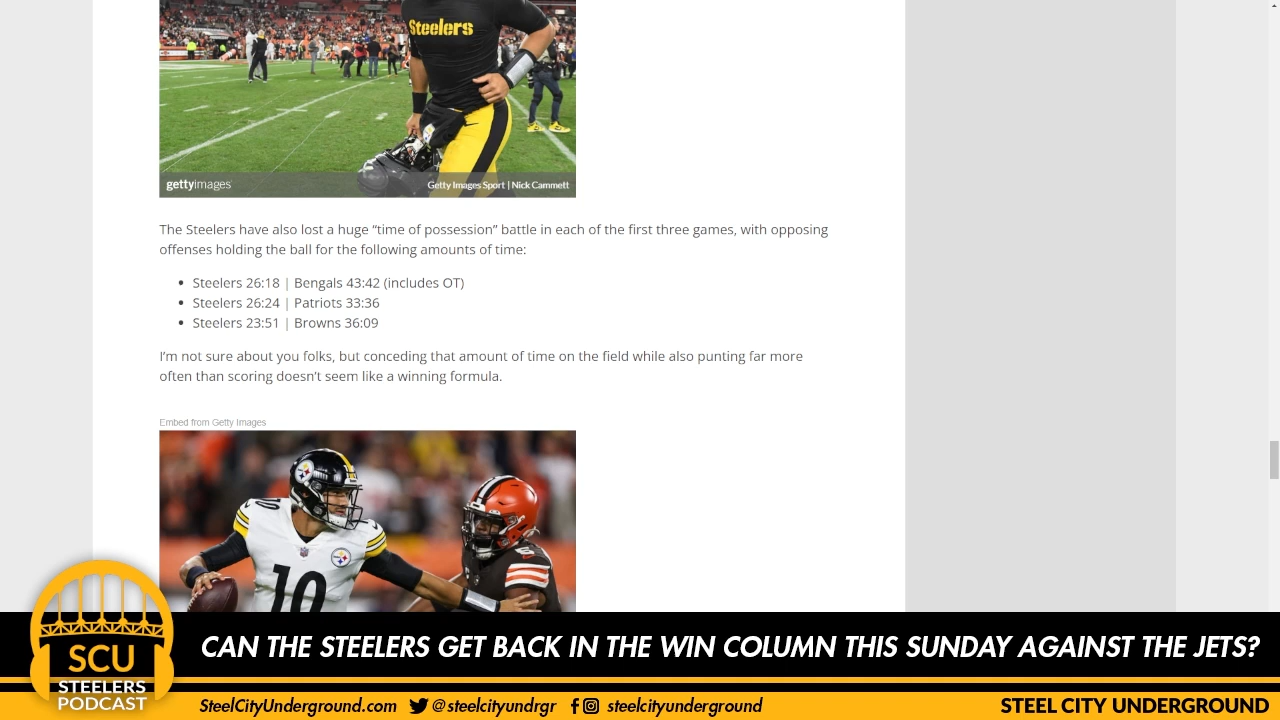 Steelers
gettyimages
Getty Images Sport | Nick Cammett
The Steelers have also lost a huge “time of possession” battle in each of the first three games, with opposing
offenses holding the ball for the following amounts of time:
• Steelers 26:18 | Bengals 43:42 (includes OT)
• Steelers 26:24 | Patriots 33:36
• Steelers 23:51 | Browns 36:09
I’m not sure about you folks, but conceding that amount of time on the field while also punting far more
often than scoring doesn’t seem like a winning formula.
Embed from Getty Images
10
10
SCU
STEELERS
PODCAST
CAN THE STEELERS GET BACK IN THE WIN COLUMN THIS SUNDAY AGAINST THE JETS?
SteelCityUnderground.com @steelcityundrgr steelcityunderground
STEEL CITY UNDERGROUND